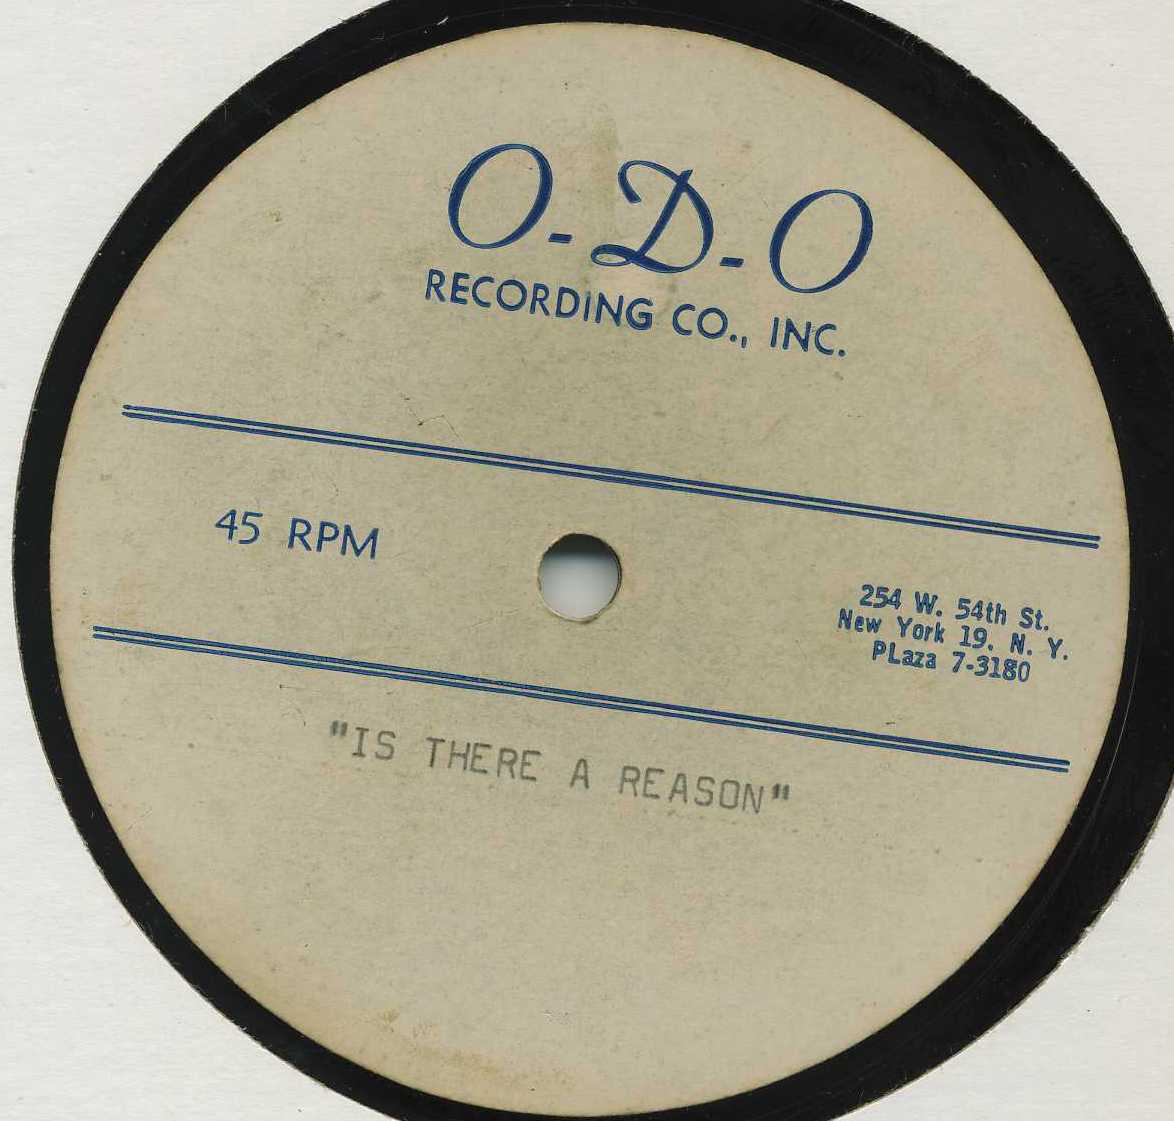 O-D-O
RECORDING CO., INC.
45 RPM
254 W. 54th St.
New York 19, N. Y.
PLaza 7-3180
"IS THERE A REASON"